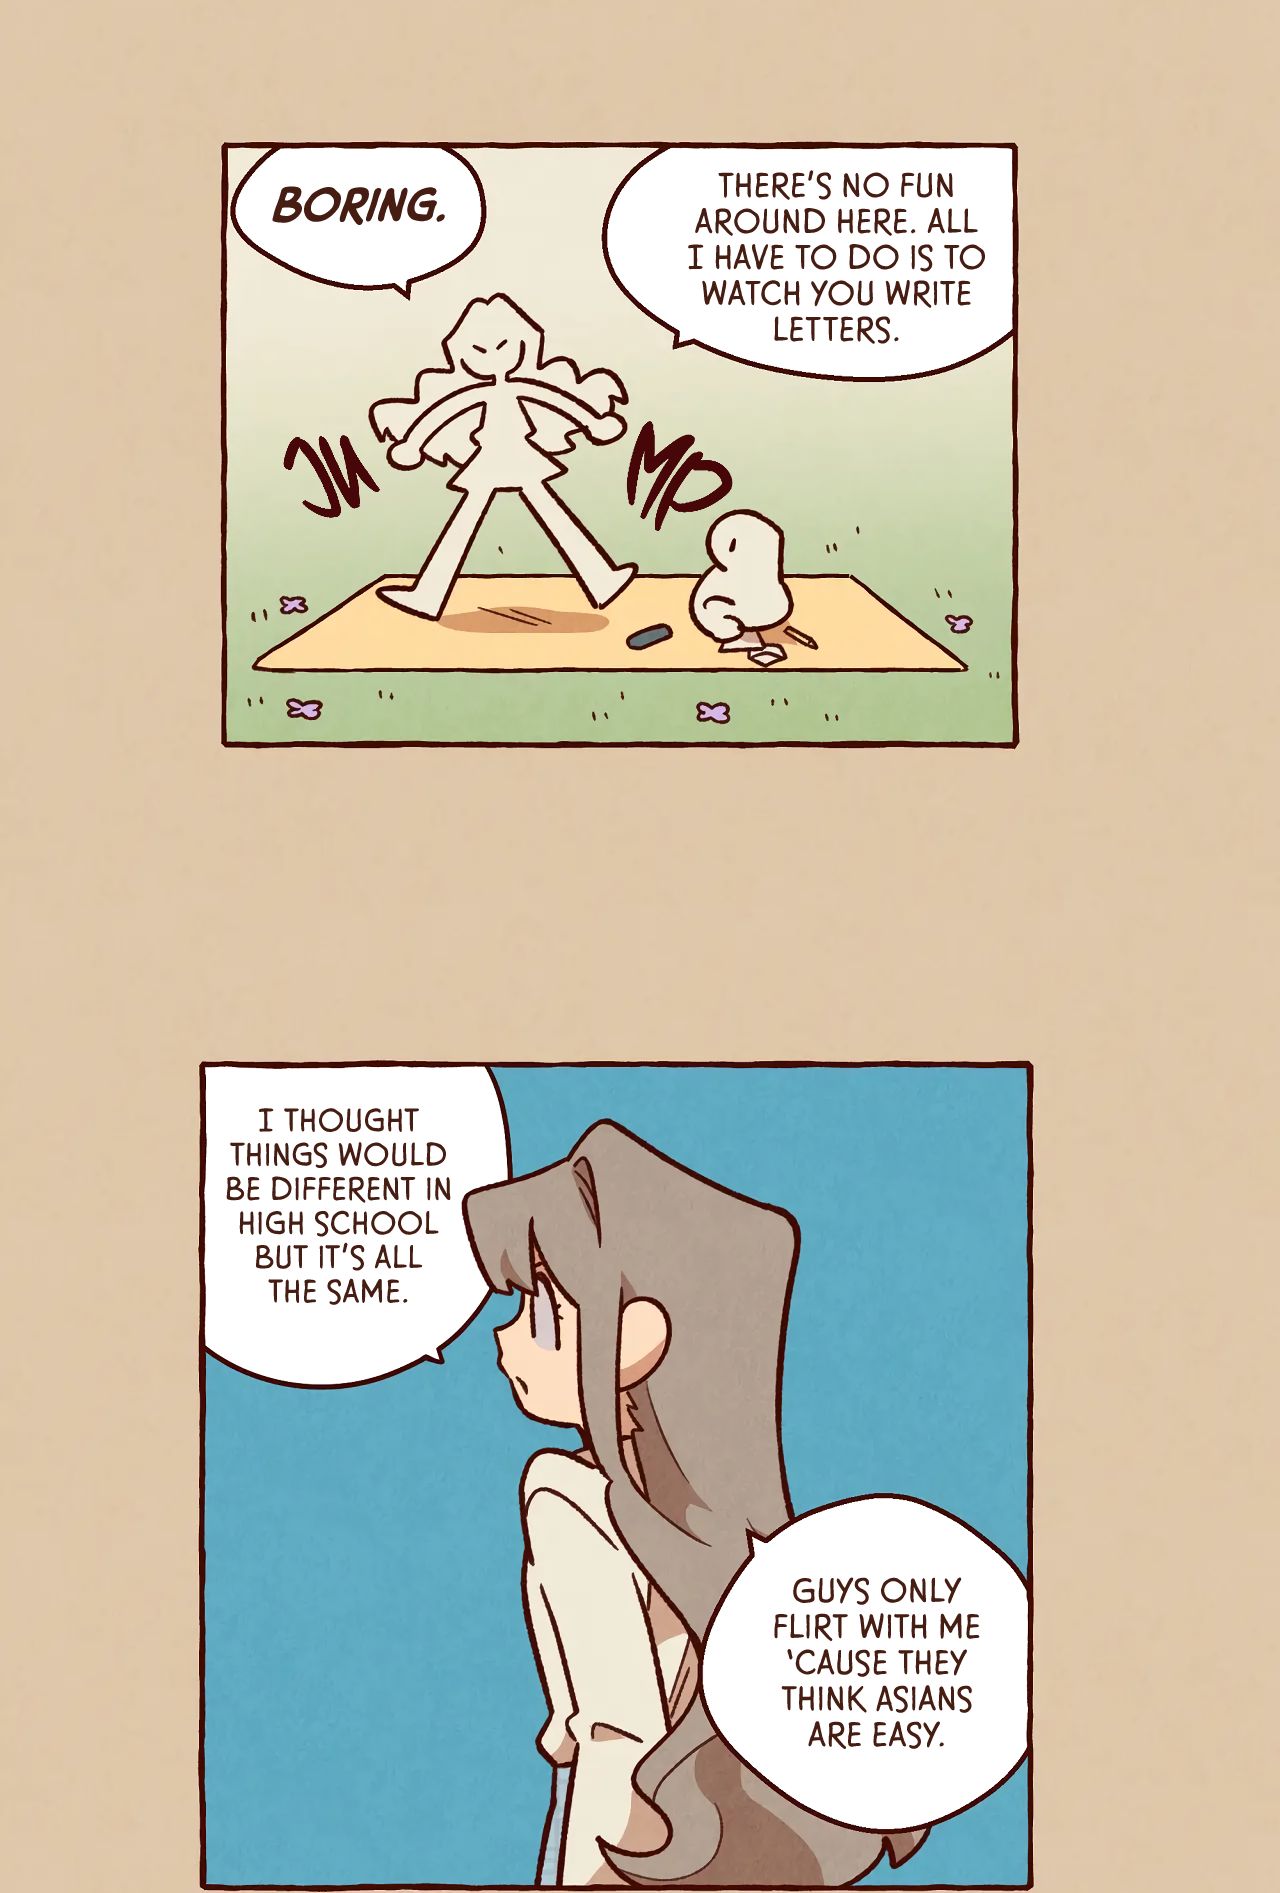 BORING.
THERE'S NO FUN
AROUND HERE. ALL
I HAVE TO DO IS TO
WATCH YOU WRITE
LETTERS.
JU
MP
I THOUGHT
THINGS WOULD
BE DIFFERENT IN
HIGH SCHOOL
BUT IT'S ALL
THE SAME.
GUYS ONLY
FLIRT WITH ME
'CAUSE THEY
THINK ASIANS
ARE EASY.